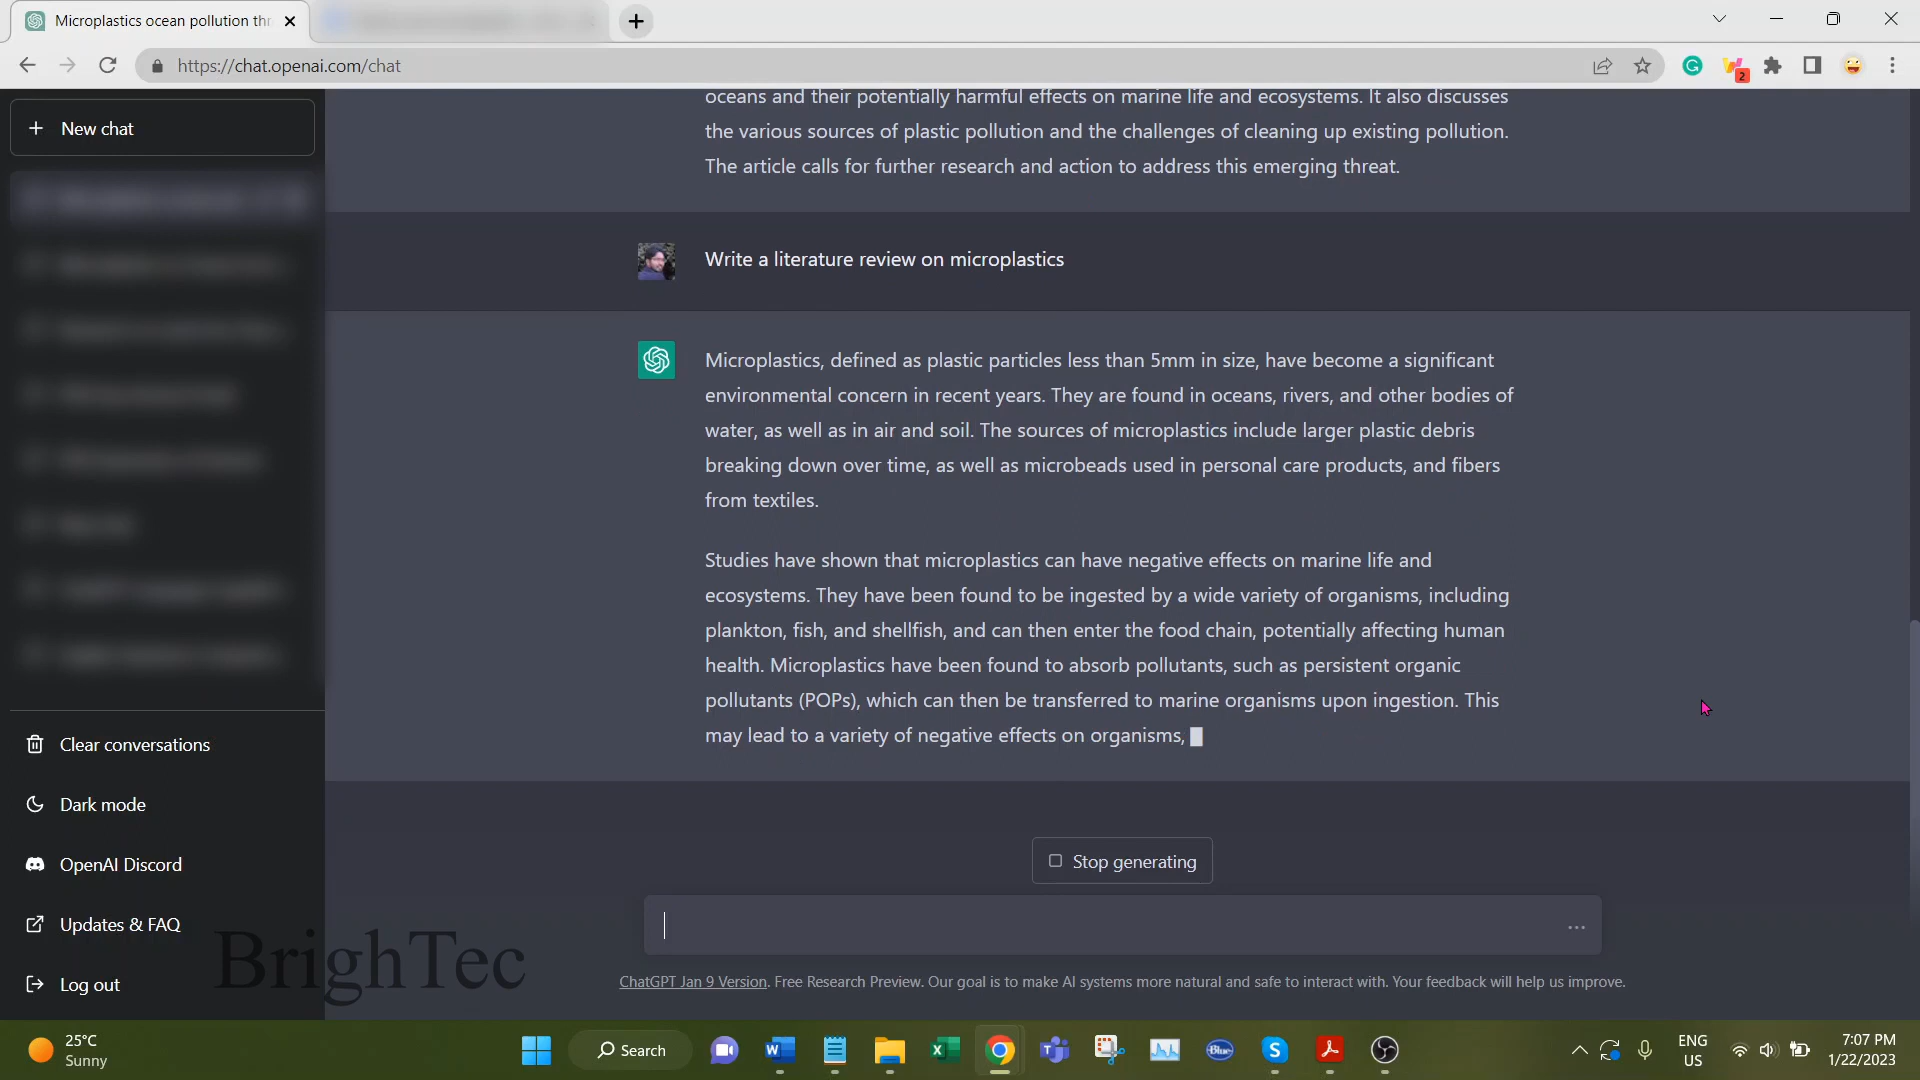 Microplastics ocean pollution thr
https://chat.openai.com/chat
2
New chat
Clear conversations
Dark mode
OpenAI Discord
Updates & FAQ
Log out
oceans and their potentially harmful effects on marine life and ecosystems. It also discusses
the various sources of plastic pollution and the challenges of cleaning up existing pollution.
The article calls for further research and action to address this emerging threat.
Write a literature review on microplastics
Microplastics, defined as plastic particles less than 5mm in size, have become a significant
environmental concern in recent years. They are found in oceans, rivers, and other bodies of
water, as well as in air and soil. The sources of microplastics include larger plastic debris
breaking down over time, as well as microbeads used in personal care products, and fibers
from textiles.
Studies have shown that microplastics can have negative effects on marine life and
ecosystems. They have been found to be ingested by a wide variety of organisms, including
plankton, fish, and shellfish, and can then enter the food chain, potentially affecting human
health. Microplastics have been found to absorb pollutants, such as persistent organic
pollutants (POPs), which can then be transferred to marine organisms upon ingestion. This
may lead to a variety of negative effects on organisms,
Stop generating
ChatGPT Jan 9 Version. Free Research Preview. Our goal is to make AI systems more natural and safe to interact with. Your feedback will help us improve.
BrighTec
25°C
Sunny
Search
Blue
ENG
US
7:07 PM
1/22/2023